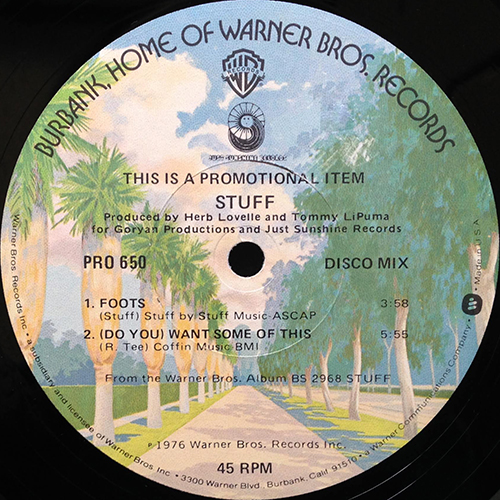 BURBANK, HOME OF WARNER BROS. RECORDS
RECORDS
JUST SUNSHINE RECORDS
THIS IS A PROMOTIONAL ITEM
STUFF
Produced by Herb Lovelle and Tommy LiPuma
for Goryan Productions and Just Sunshine Records
PRO 650 DISCO MIX
1. FOOTS 3:58
(Stuff) Stuff by Stuff Music-ASCAP
2. (DO YOU) WANT SOME OF THIS 5:55
(R. Tee) Coffin Music BMI
From the Warner Bros. Album BS 2968 STUFF
℗ 1976 Warner Bros. Records Inc.
45 RPM
Warner Bros. Records Inc. • a subsidiary and licensee of Warner Bros. Inc. • 3300 Warner Blvd., Burbank, Calif. 91510 • a Warner Communications Company • Made in U.S.A.